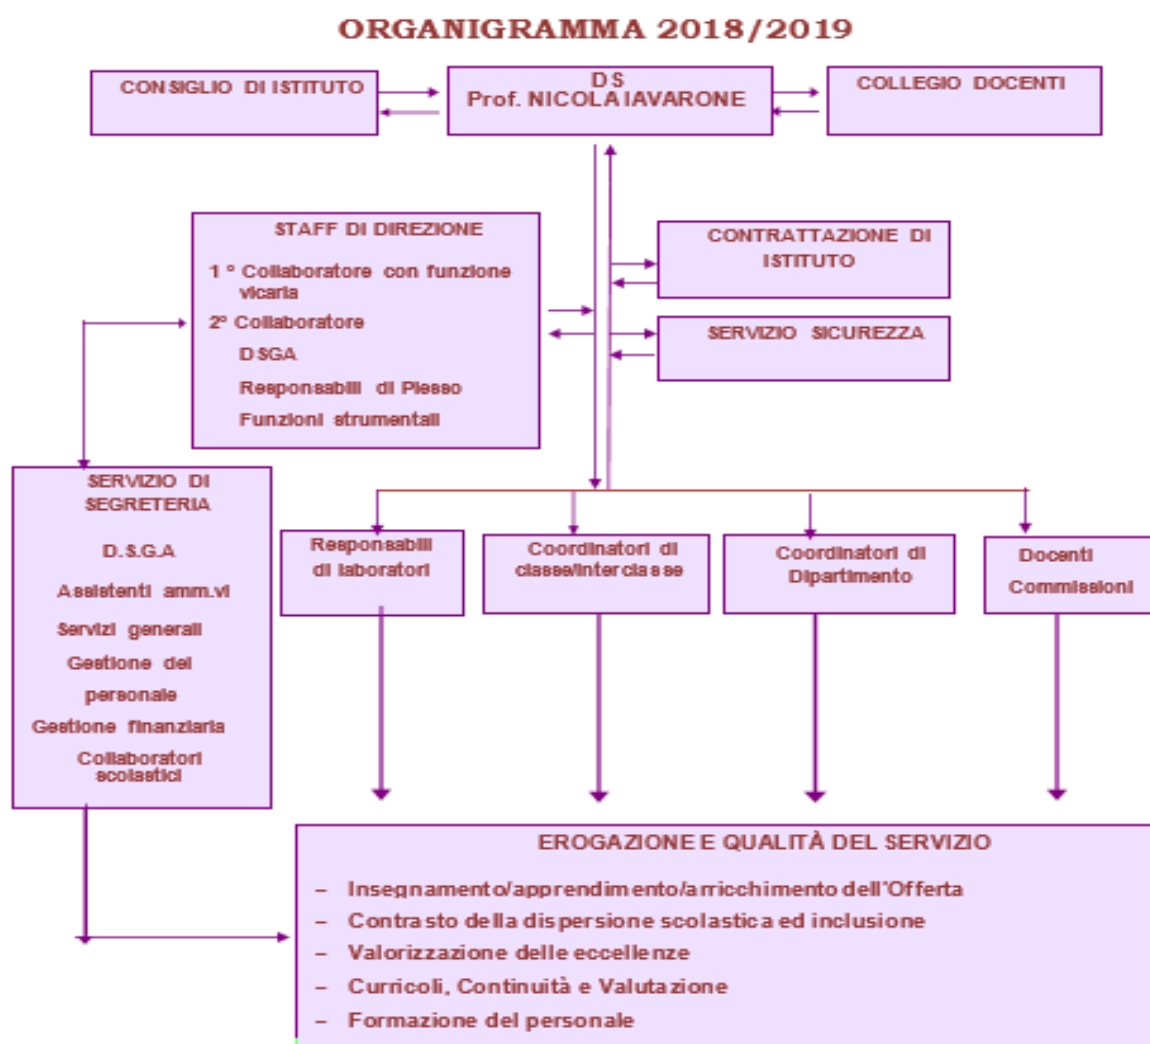 ORGANIGRAMMA 2018/2019
CONSIGLIO DI ISTITUTO
DS
Prof. NICOLA IAVARONE
COLLEGIO DOCENTI
STAFF DI DIREZIONE
1 ° Collaboratore con funzione
vicaria
2° Collaboratore
DSGA
Responsabili di Plesso
Funzioni strumentali
CONTRATTAZIONE DI
ISTITUTO
SERVIZIO SICUREZZA
SERVIZIO DI
SEGRETERIA
D.S.G.A
Assistenti amm.vi
Servizi generali
Gestione del
personale
Gestione finanziaria
Collaboratori
scolastici
Responsabili
di laboratori
Coordinatori di
classe/interclasse
Coordinatori di
Dipartimento
Docenti
Commissioni
EROGAZIONE E QUALITÀ DEL SERVIZIO
– Insegnamento/apprendimento/arricchimento dell'Offerta
– Contrasto della dispersione scolastica ed inclusione
– Valorizzazione delle eccellenze
– Curricoli, Continuità e Valutazione
– Formazione del personale